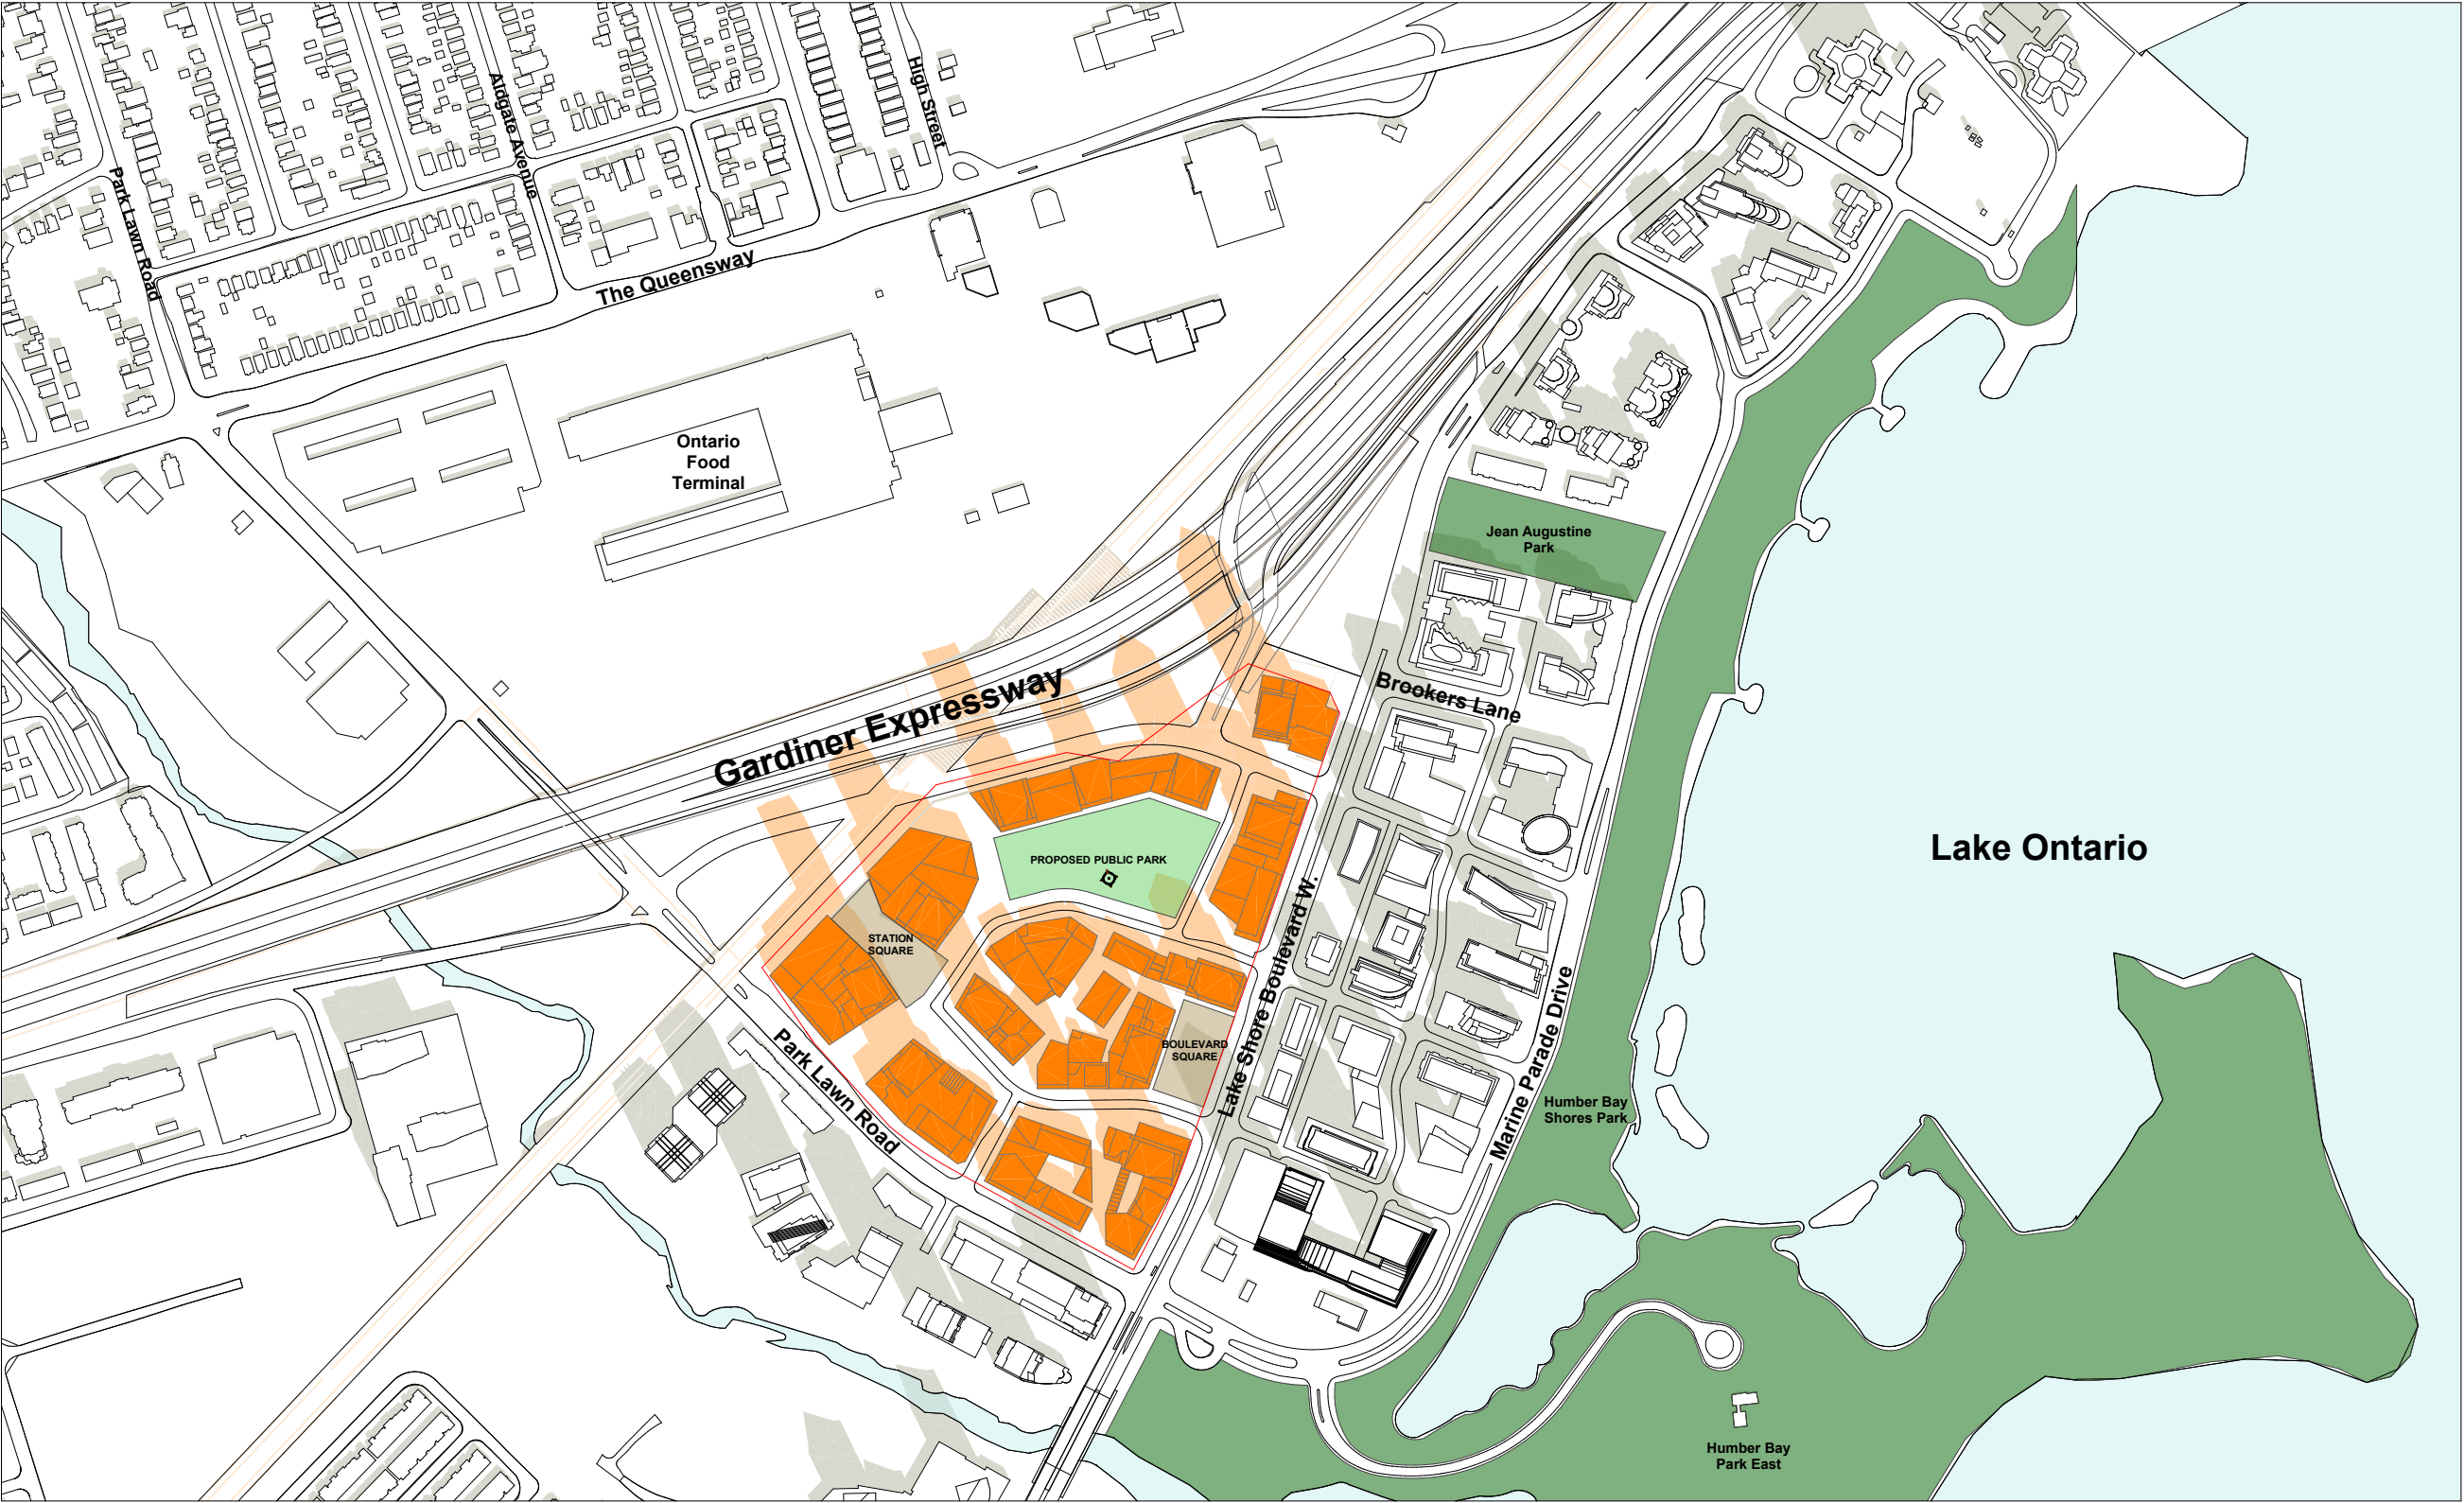 High Street
Aldgate Avenue
Park Lawn Road
The Queensway
Ontario
Food
Terminal
Jean Augustine
Park
Gardiner Expressway
Brookers Lane
PROPOSED PUBLIC PARK
Lake Ontario
STATION
SQUARE
Lake Shore Boulevard W.
BOULEVARD
SQUARE
Park Lawn Road
Marine Parade Drive
Humber Bay
Shores Park
Humber Bay
Park East